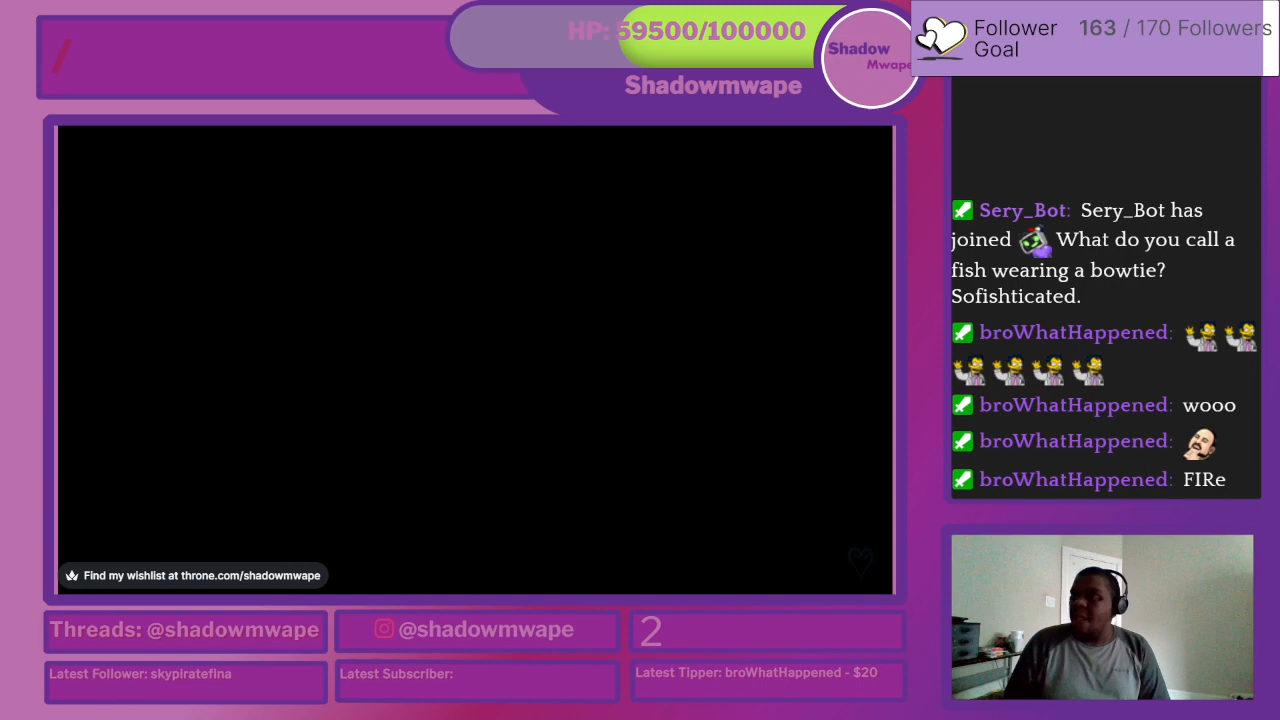 /
HP: 59500/100000
Shadowmwape
Shadow
Mwape
Follower
Goal
163 / 170 Followers
Sery_Bot: Sery_Bot has
joined What do you call a
fish wearing a bowtie?
Sofishticated.
broWhatHappened:
broWhatHappened: wooo
broWhatHappened:
broWhatHappened: FIRe
Find my wishlist at throne.com/shadowmwape
Threads: @shadowmwape
@shadowmwape
2
Latest Follower: skypiratefina
Latest Subscriber:
Latest Tipper: broWhatHappened - $20